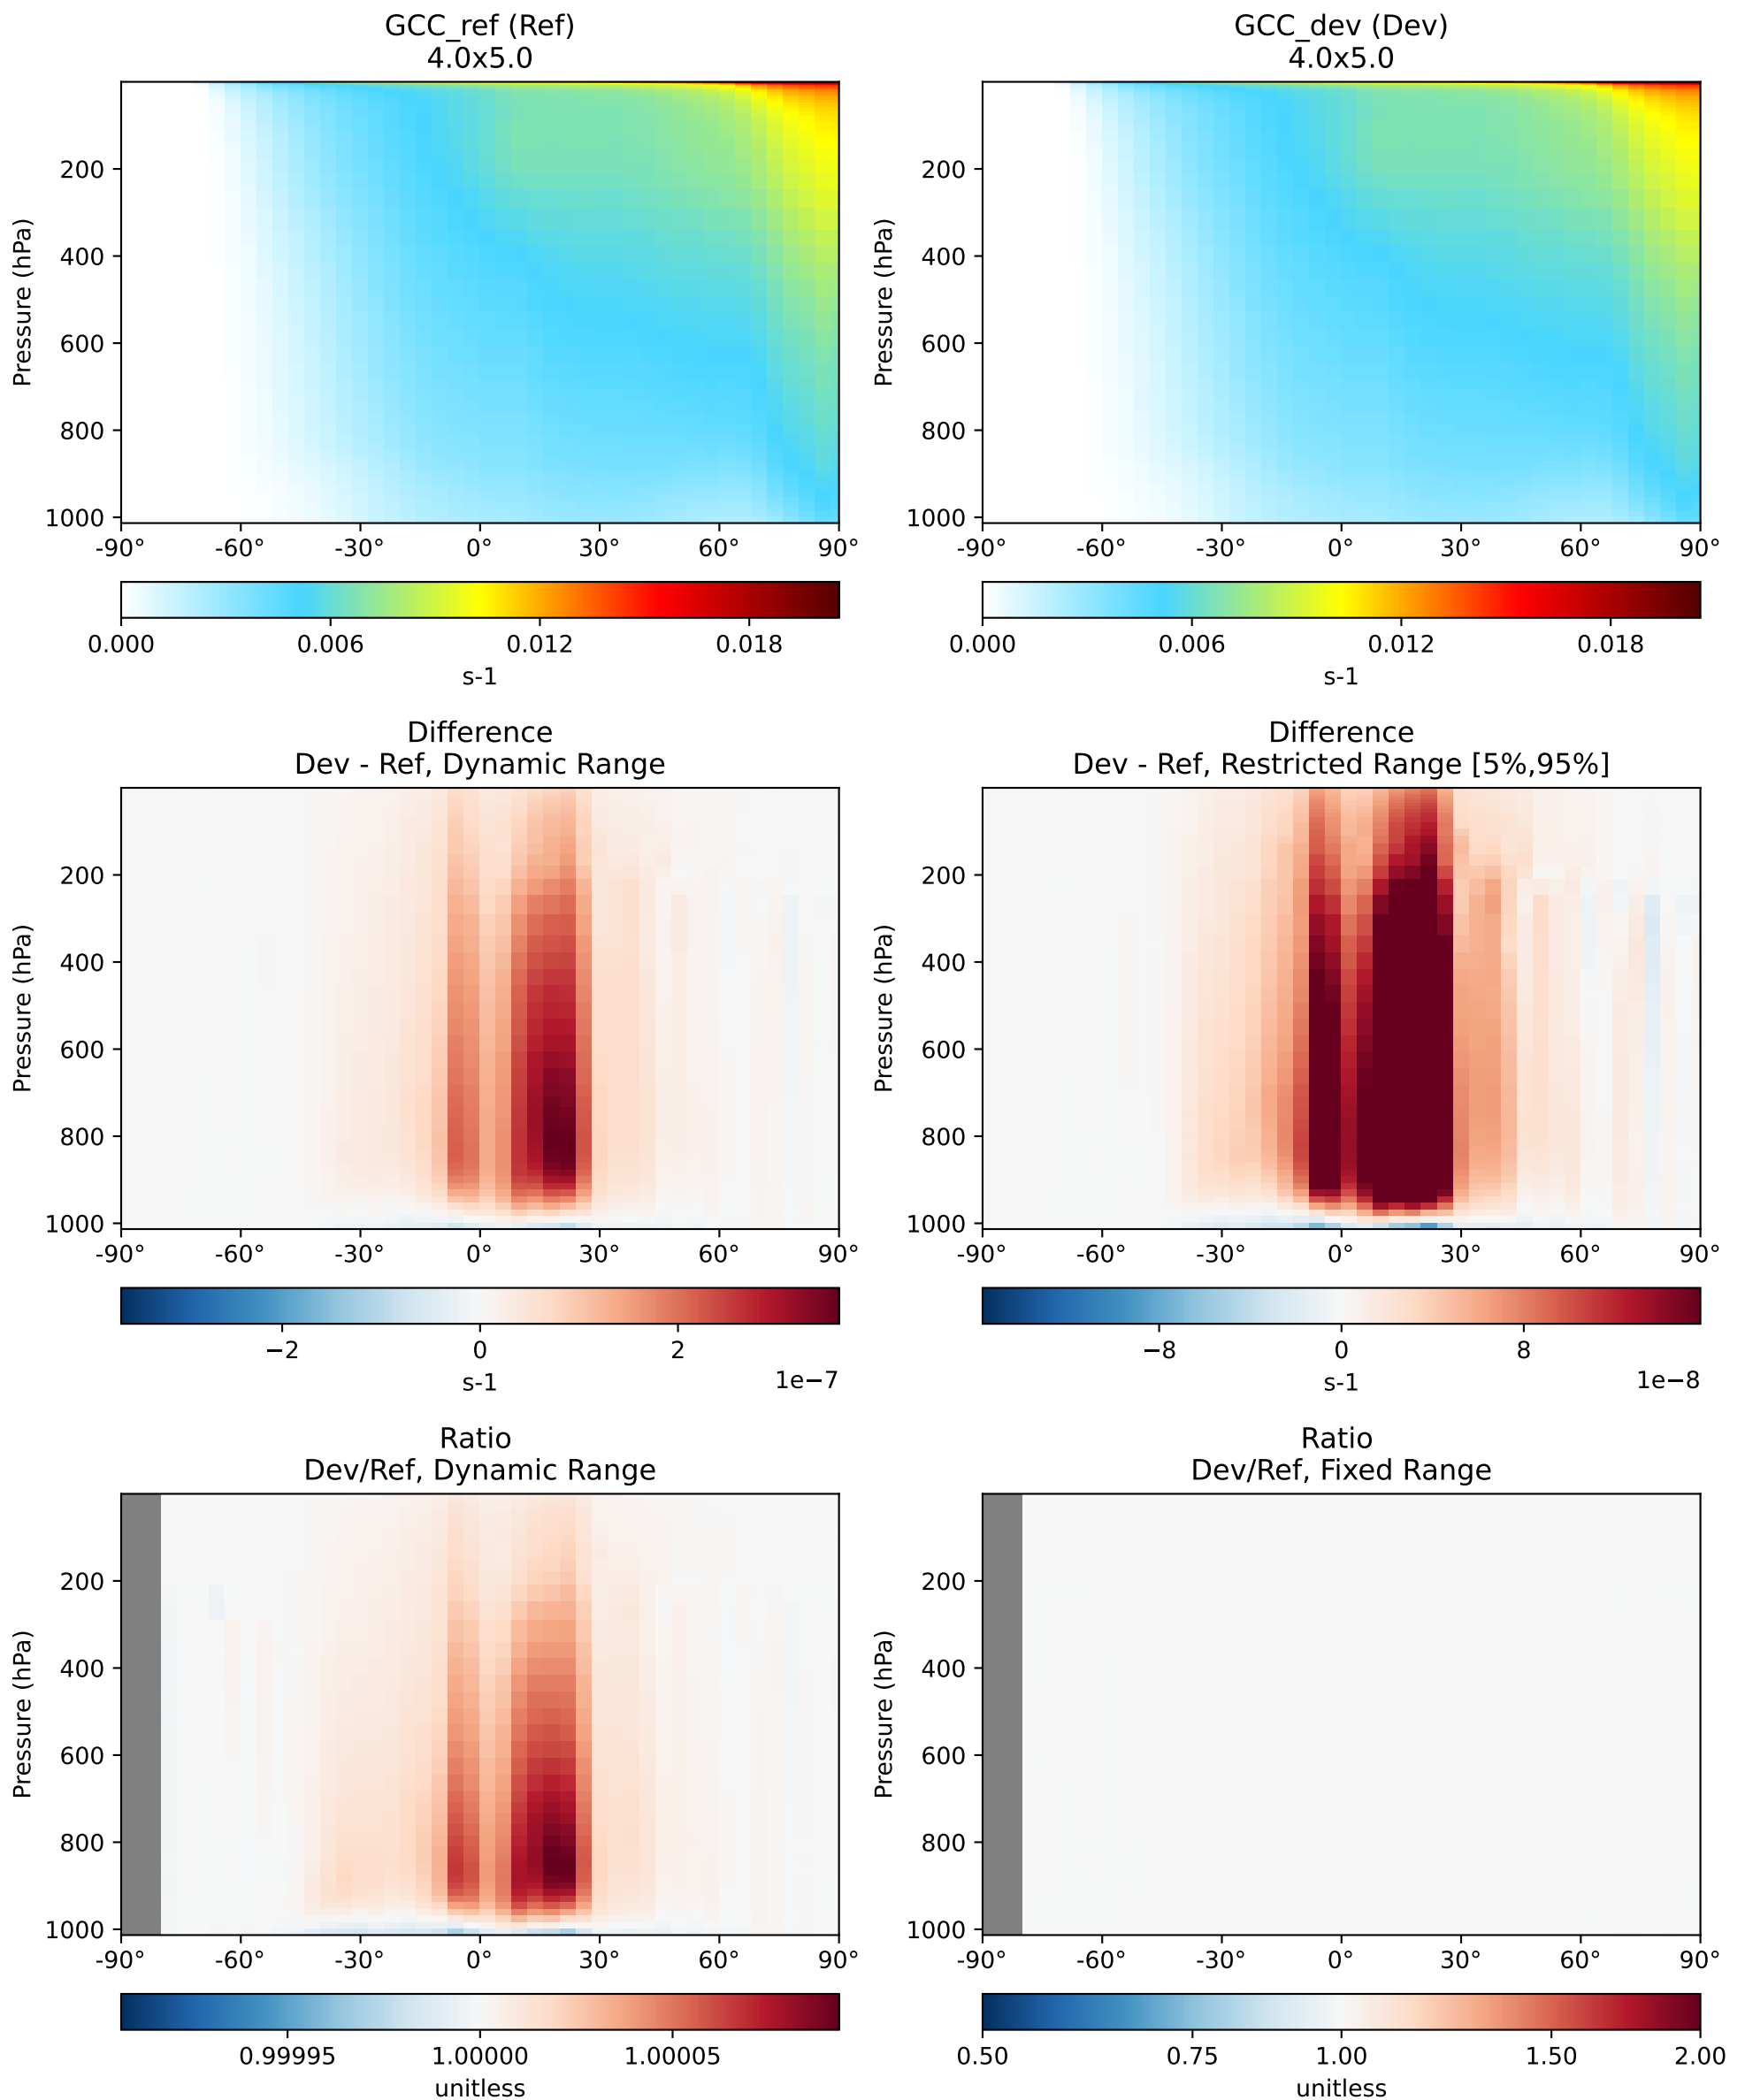 GCC_ref (Ref)
4.0x5.0
Pressure (hPa)
200
400
600
800
1000
-90° -60° -30° 0° 30° 60° 90°
0.000 0.006 0.012 0.018
s-1
GCC_dev (Dev)
4.0x5.0
Pressure (hPa)
200
400
600
800
1000
-90° -60° -30° 0° 30° 60° 90°
0.000 0.006 0.012 0.018
s-1
Difference
Dev - Ref, Dynamic Range
Pressure (hPa)
200
400
600
800
1000
-90° -60° -30° 0° 30° 60° 90°
−2 0 2
s-1
1e−7
Difference
Dev - Ref, Restricted Range [5%,95%]
Pressure (hPa)
200
400
600
800
1000
-90° -60° -30° 0° 30° 60° 90°
−8 0 8
s-1
1e−8
Ratio
Dev/Ref, Dynamic Range
Pressure (hPa)
200
400
600
800
1000
-90° -60° -30° 0° 30° 60° 90°
0.99995 1.00000 1.00005
unitless
Ratio
Dev/Ref, Fixed Range
Pressure (hPa)
200
400
600
800
1000
-90° -60° -30° 0° 30° 60° 90°
0.50 0.75 1.00 1.50 2.00
unitless